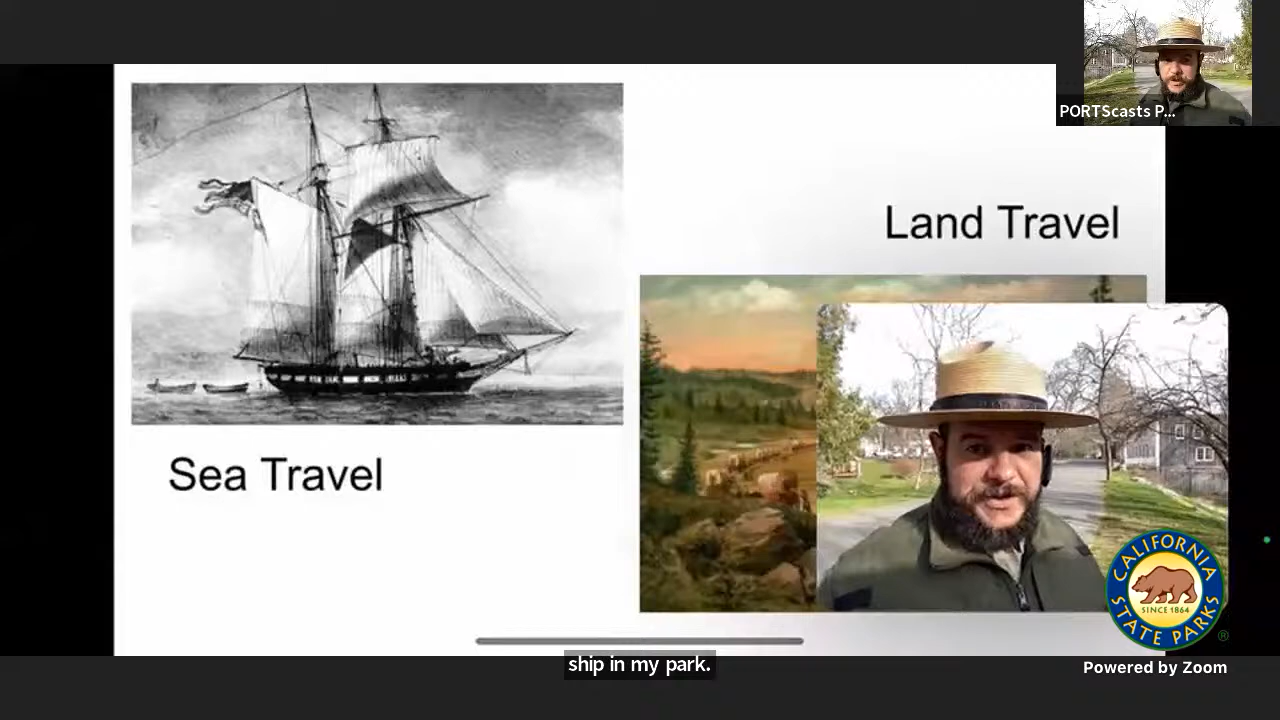 PORTScasts P...
Land Travel
Sea Travel
CALIFORNIA
SINCE 1864
STATE PARKS
®
ship in my park.
Powered by Zoom